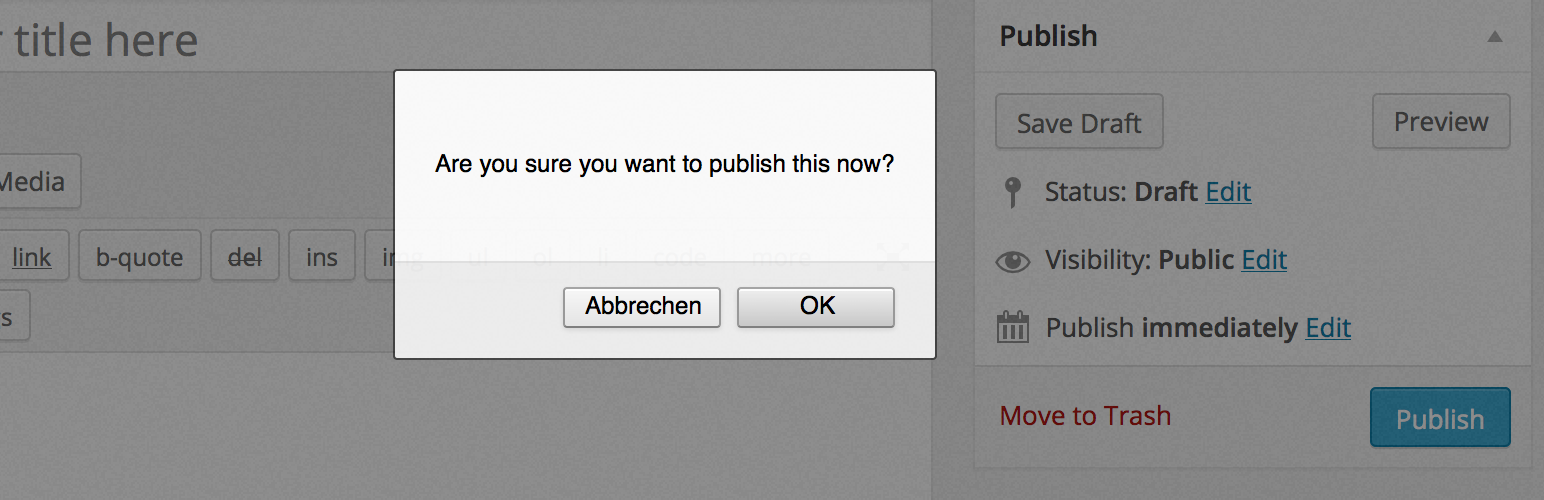 title here
Media
link
b-quote
del
ins
img
ul
ol
li
code
more
s
Are you sure you want to publish this now?
Abbrechen
OK
Publish
Save Draft
Preview
Status: Draft Edit
Visibility: Public Edit
Publish immediately Edit
Move to Trash
Publish